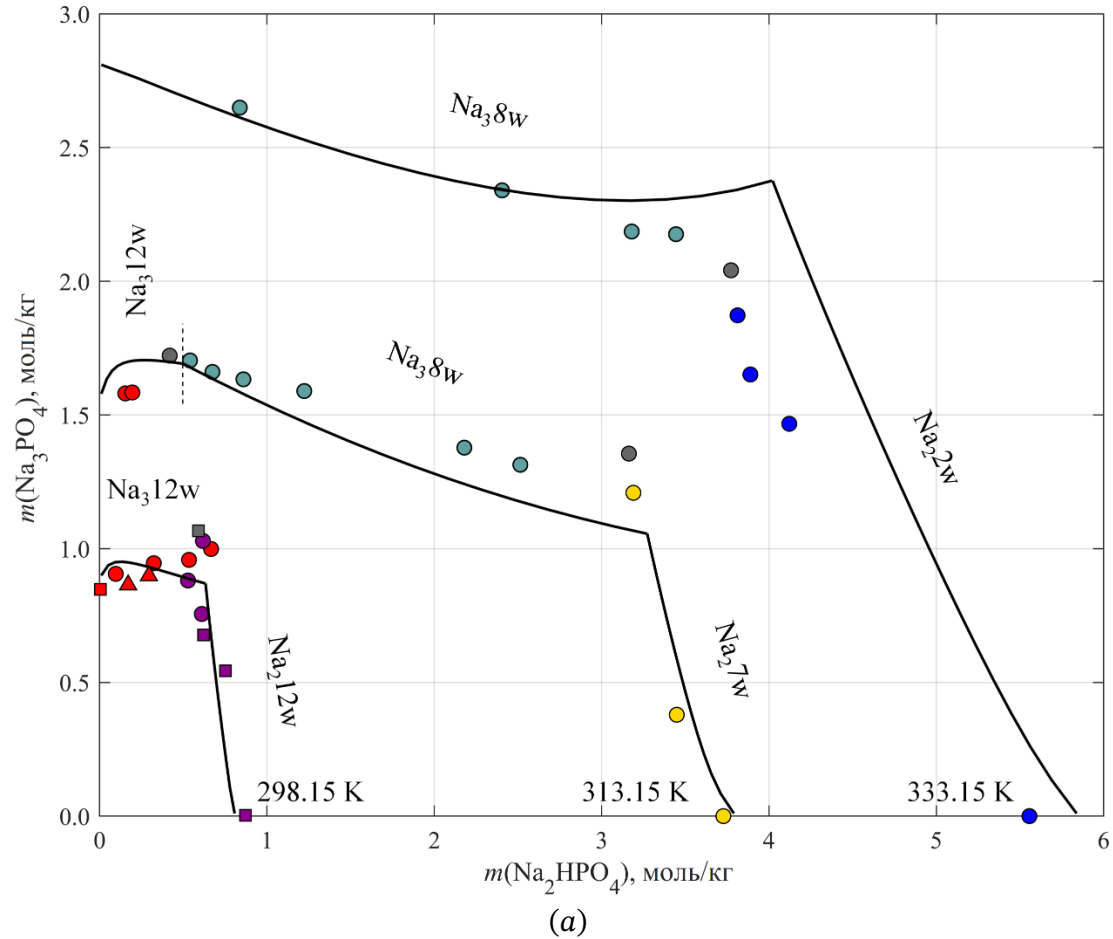 3.0
2.5
2.0
1.5
1.0
0.5
0.0
m(Na₃PO₄), моль/кг
Na₃8w
Na₃12w
Na₃8w
Na₃12w
Na₂2w
Na₂7w
Na₂12w
298.15 K
313.15 K
333.15 K
0 1 2 3 4 5 6
m(Na₂HPO₄), моль/кг
(a)